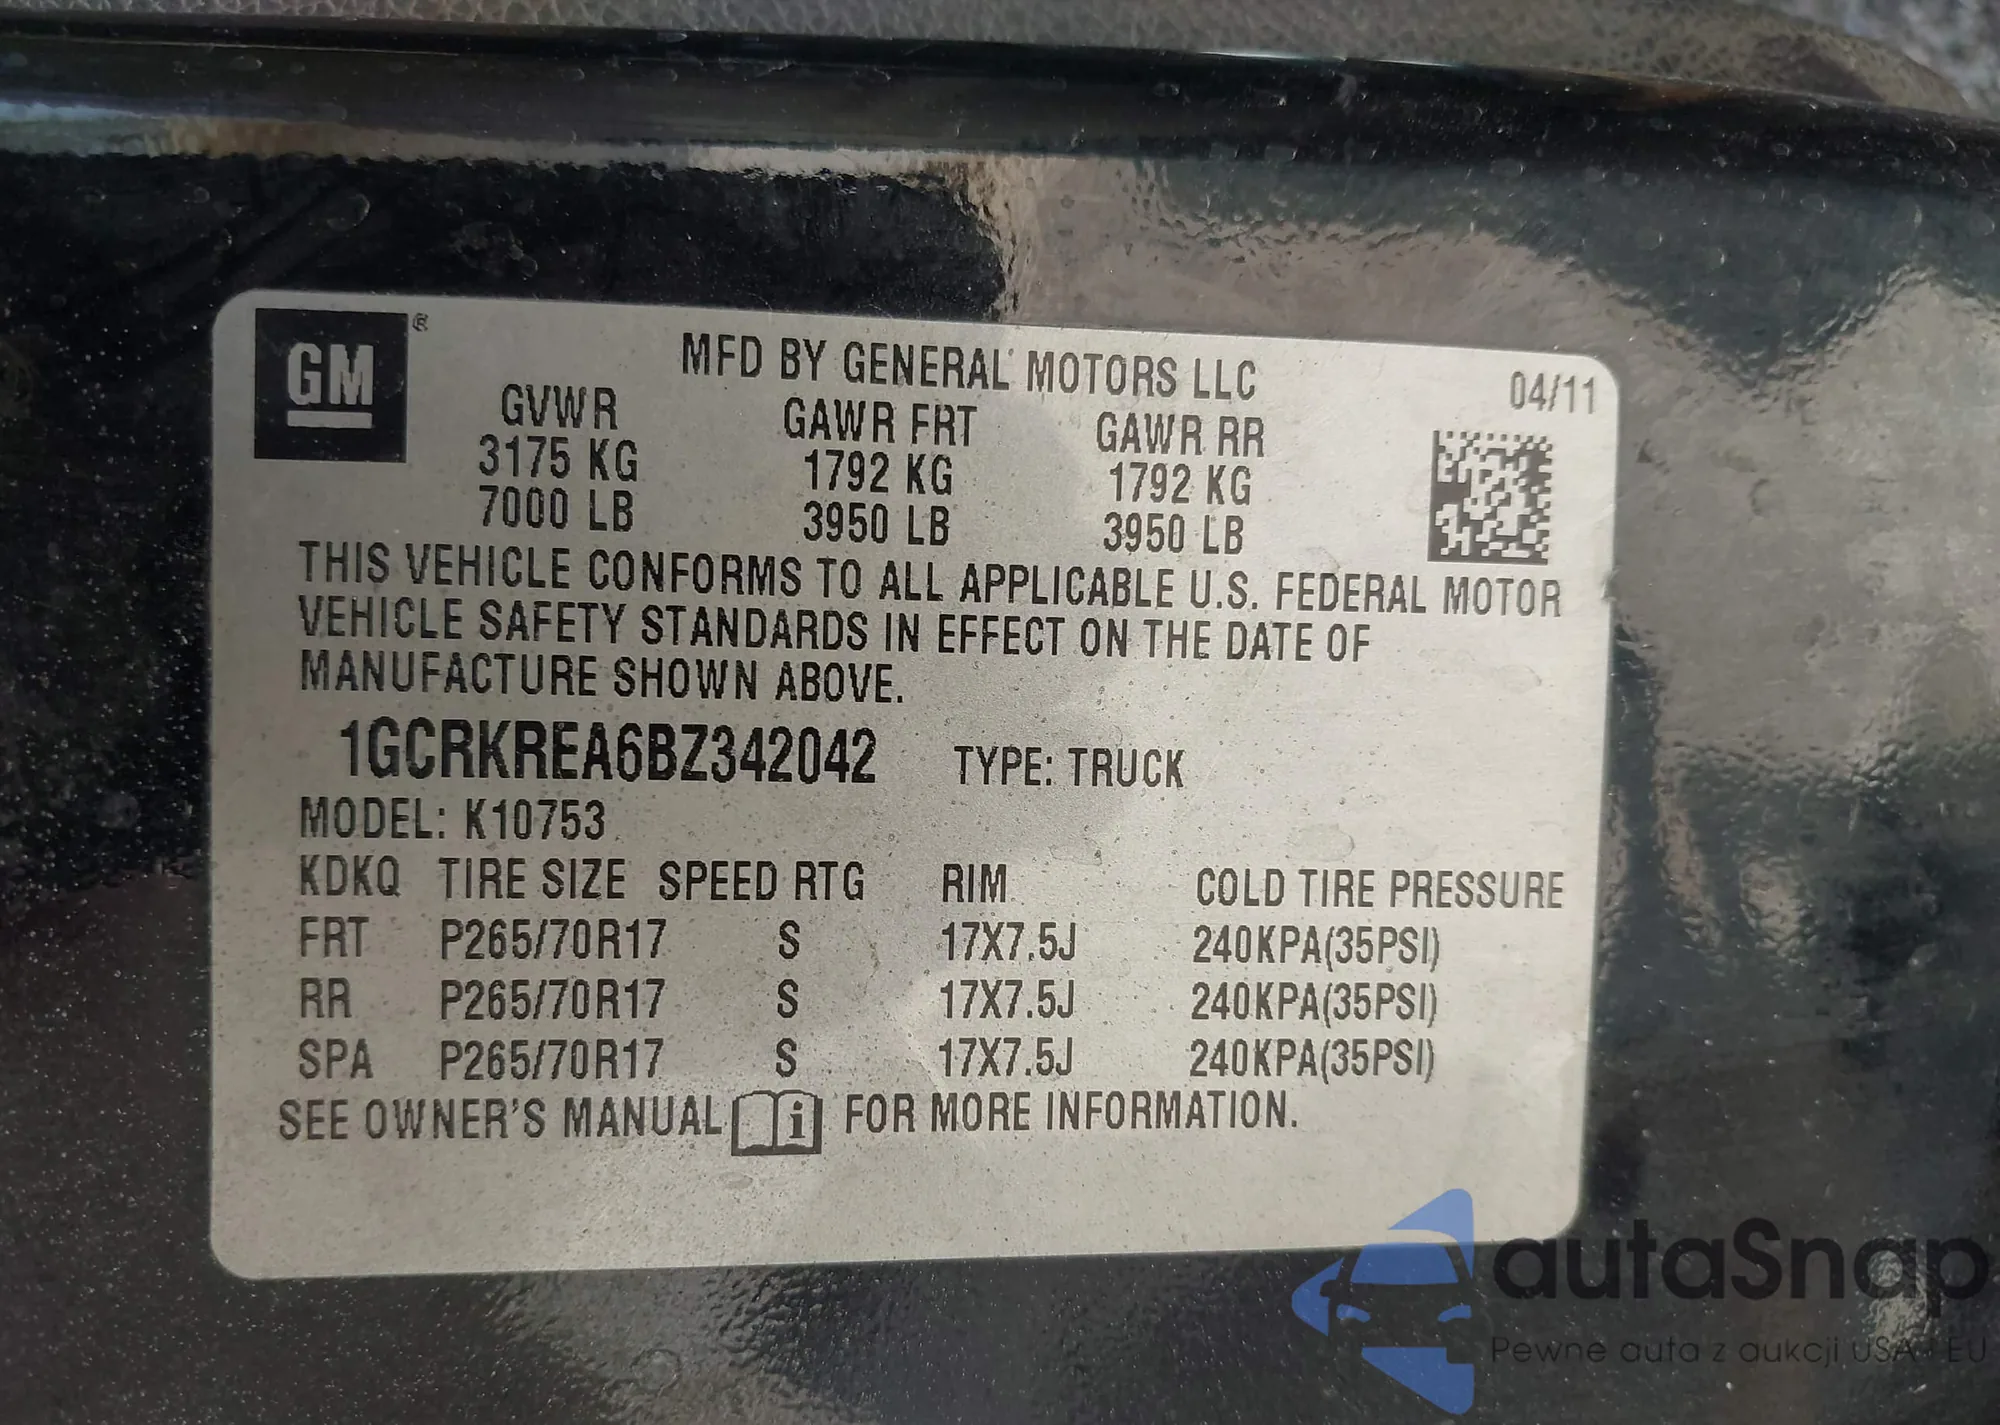 GM ®
MFD BY GENERAL MOTORS LLC
04/11
GVWR GAWR FRT GAWR RR
3175 KG 1792 KG 1792 KG
7000 LB 3950 LB 3950 LB
THIS VEHICLE CONFORMS TO ALL APPLICABLE U.S. FEDERAL MOTOR
VEHICLE SAFETY STANDARDS IN EFFECT ON THE DATE OF
MANUFACTURE SHOWN ABOVE.
1GCRKREA6BZ342042 TYPE: TRUCK
MODEL: K10753
KDKQ TIRE SIZE SPEED RTG RIM COLD TIRE PRESSURE
FRT P265/70R17 S 17X7.5J 240KPA(35PSI)
RR P265/70R17 S 17X7.5J 240KPA(35PSI)
SPA P265/70R17 S 17X7.5J 240KPA(35PSI)
SEE OWNER'S MANUAL i FOR MORE INFORMATION.
autaSnap
Pewne auta z aukcji USA i EU